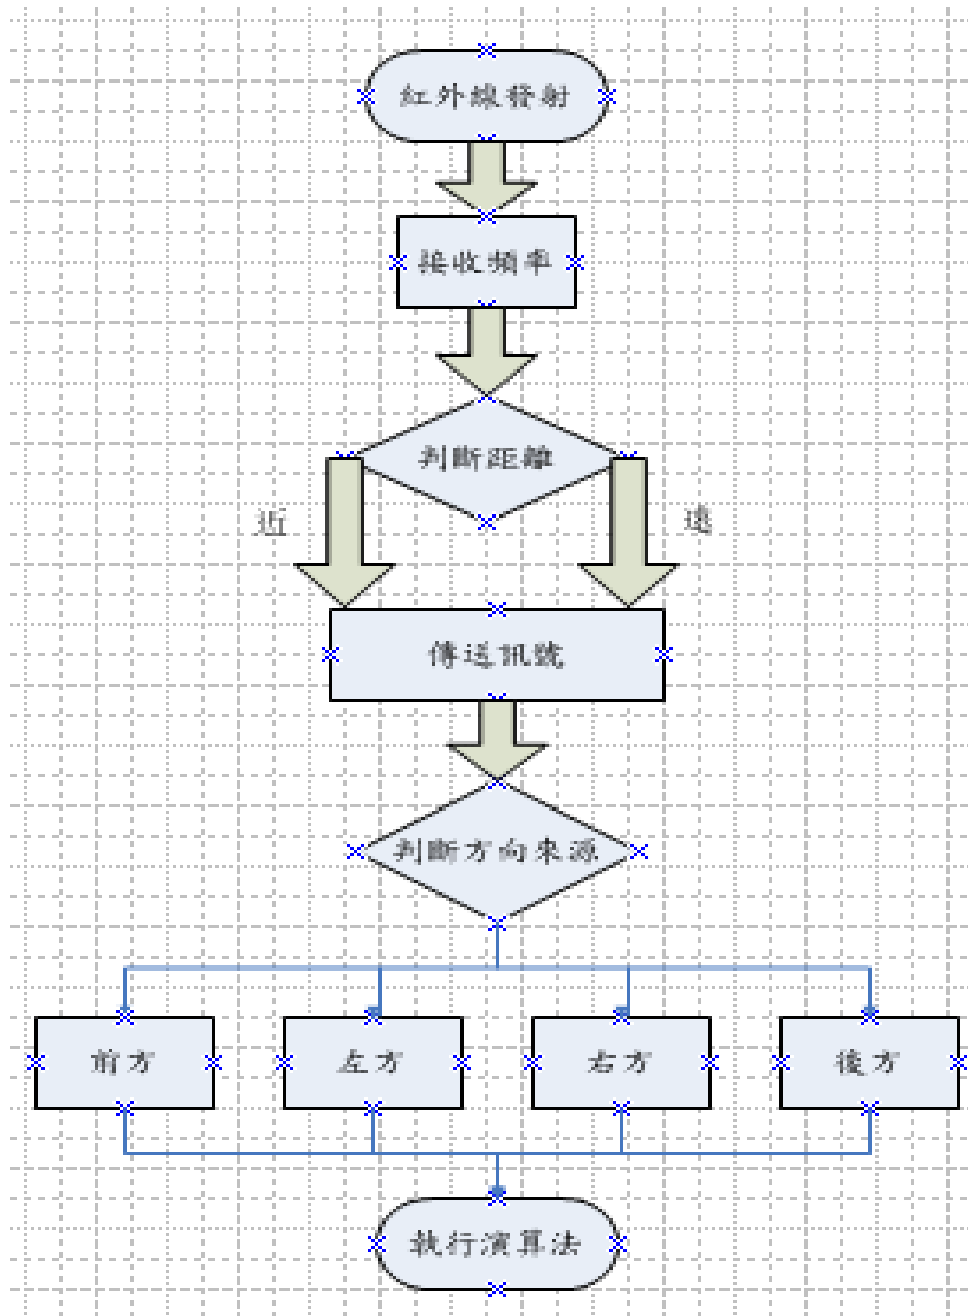 紅外線發射
接收頻率
判斷距離
近
遠
傳送訊號
判斷方向來源
前方
左方
右方
後方
執行演算法